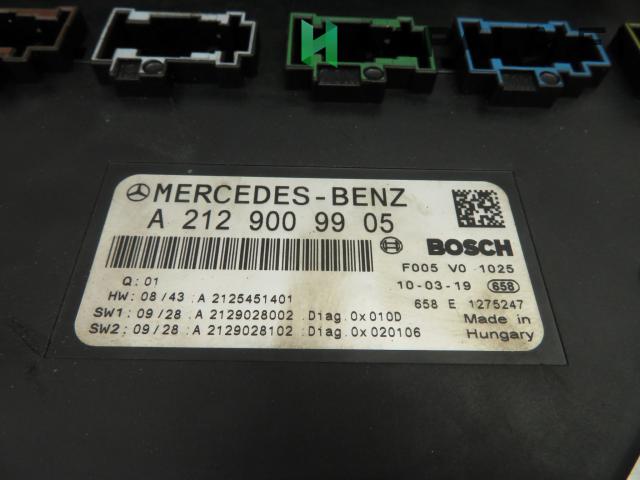 H
MERCEDES-BENZ
A 212 900 99 05
BOSCH
Q: 01
F005 V0 1025
HW: 08/43 :A 2125451401
10-03-19 658
SW1: 09/28 :A 2129028002 :Diag.0x010D
658 E 1275247
SW2: 09/28 :A 2129028102 :Diag.0x020106
Made in
Hungary